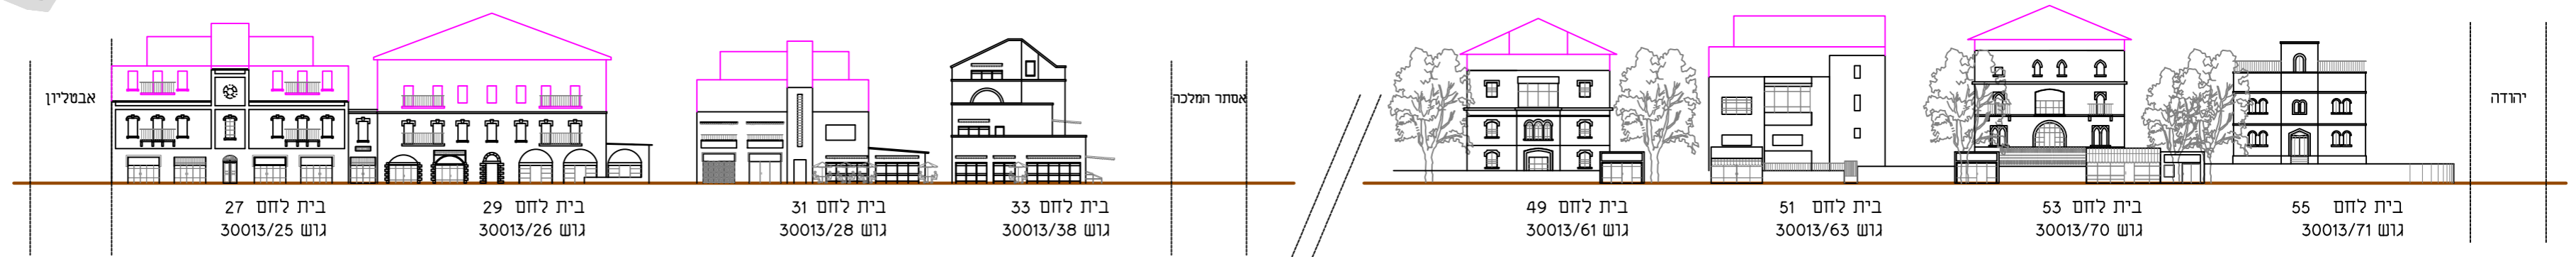 אבטליון
אסתר המלכה
יהודה
בית לחם 27
גוש 30013/25
בית לחם 29
גוש 30013/26
בית לחם 31
גוש 30013/28
בית לחם 33
גוש 30013/38
בית לחם 49
גוש 30013/61
בית לחם 51
גוש 30013/63
בית לחם 53
גוש 30013/70
בית לחם 55
גוש 30013/71